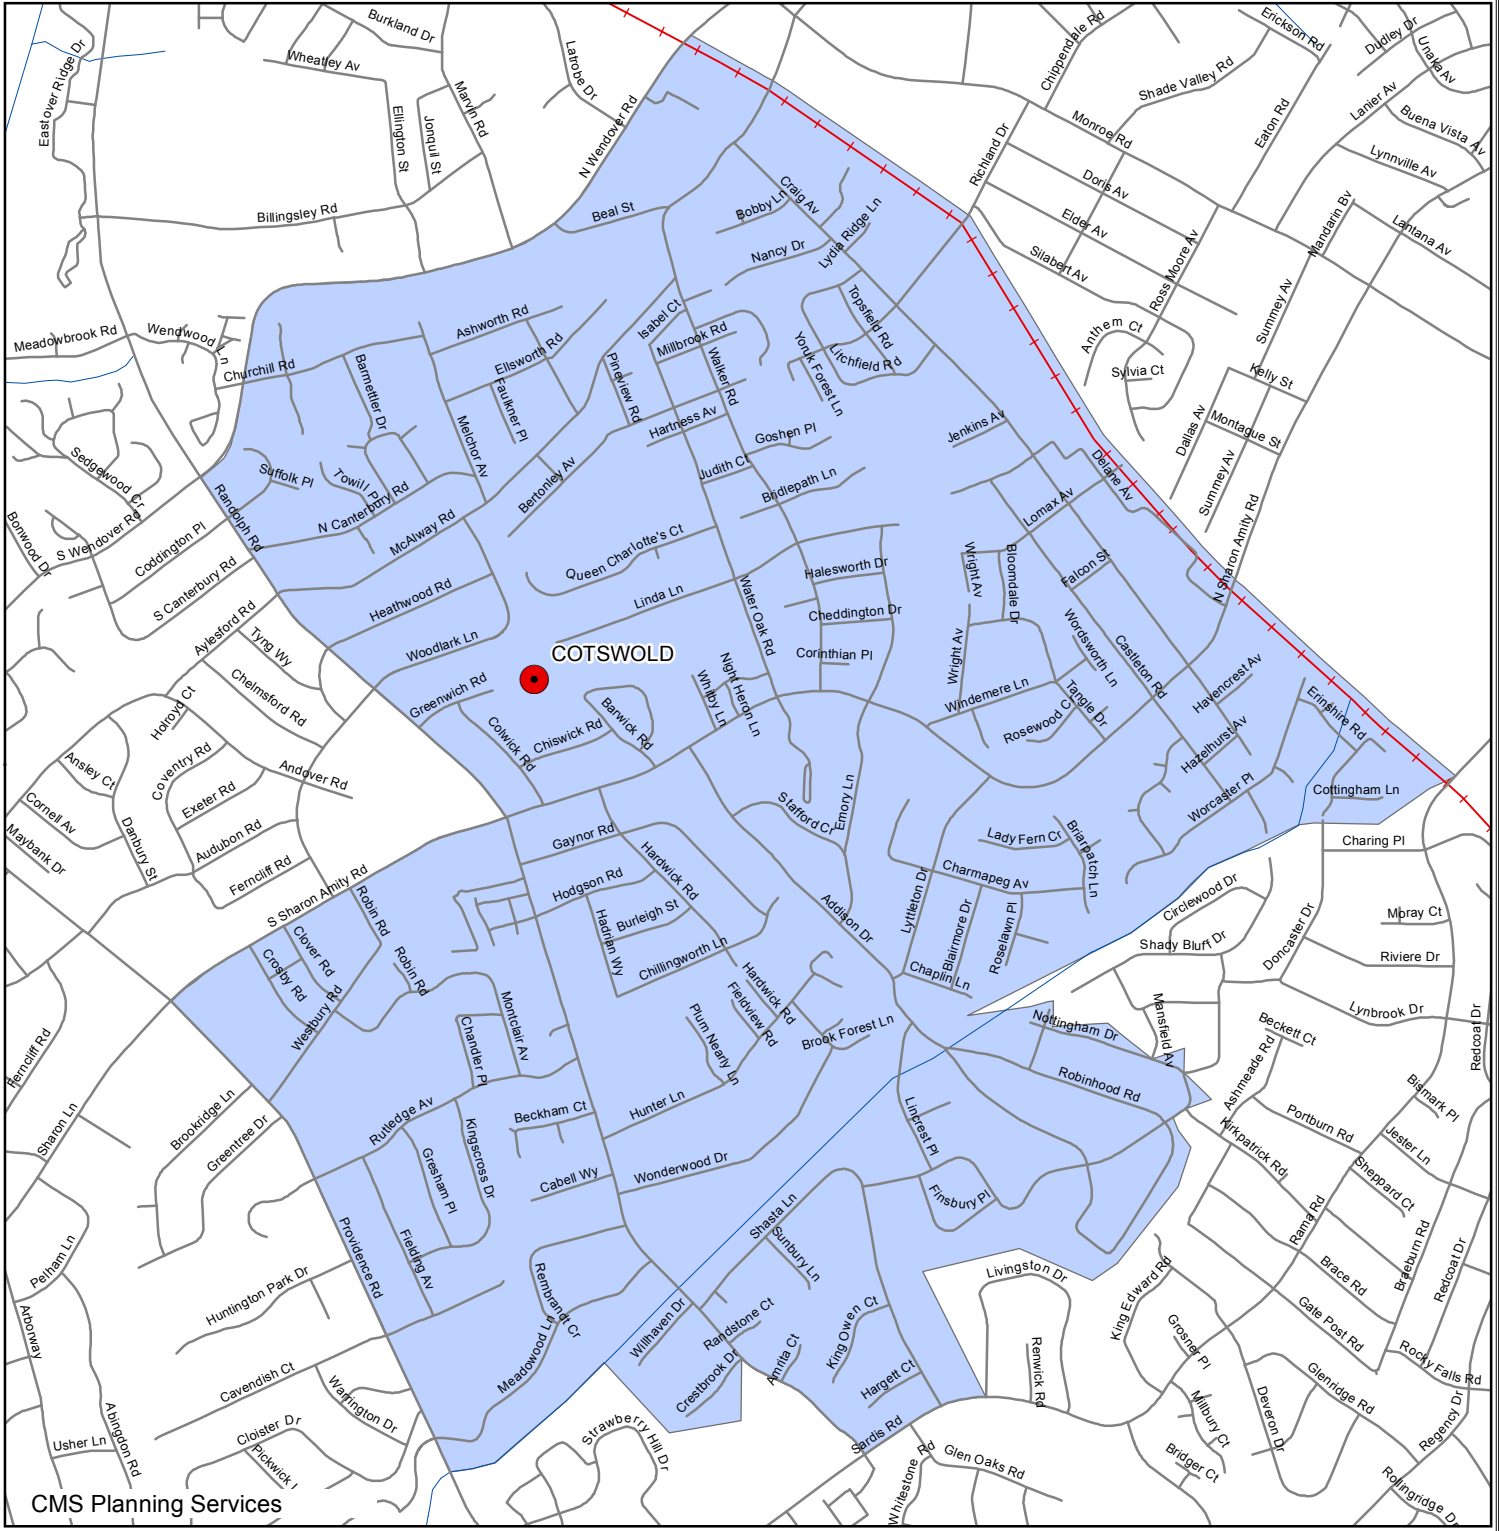 Burkland Dr
Wheatley Av
Eastover Ridge Dr
Ellington St
Jonquil St
Marvin Rd
Latrobe Dr
N Wendover Rd
Billingsley Rd
Beal St
Chippendale Rd
Erickson Rd
Dudley Dr
Unaka Av
Shade Valley Rd
Lanier Av
Buena Vista Av
Lynnville Av
Monroe Rd
Eaton Rd
Richland Dr
Doris Av
Elder Av
Silabert Av
Ross Moore Av
Mandarin Bv
Lantana Av
Summey Av
Craig Av
Bobby Ln
Nancy Dr
Lydia Ridge Ln
Topsfield Rd
Litchfield Rd
Yoruk Forest Ln
Isabel Ct
Millbrook Rd
Walker Rd
Pineview Rd
Hartness Av
Ashworth Rd
Ellsworth Rd
Faulkner Pl
Melchor Av
Barmettler Dr
Churchill Rd
Meadowbrook Rd
Wendwood Ln
Anthem Ct
Sylvia Ct
Kelly St
Montague St
Dallas Av
Summey Av
N Sharon Amity Rd
Jenkins Av
Delane Av
Lomax Av
Goshen Pl
Judith Ct
Bridlepath Ln
Bertonley Av
Suffolk Pl
Towill Pl
N Canterbury Rd
McAlway Rd
Randolph Rd
Sedgewood Cr
S Wendover Rd
Bonwood Dr
Coddington Pl
S Canterbury Rd
Queen Charlotte's Ct
Linda Ln
Heathwood Rd
Woodlark Ln
Greenwich Rd
COTSWOLD
Water Oak Rd
Halesworth Dr
Cheddington Dr
Corinthian Pl
Wright Av
Bloomdale Dr
Falcon St
Wright Av
Wordsworth Ln
Castleton Rd
Windemere Ln
Rosewood C
Tangle Dr
Havencrest Av
Hazelhurst Av
Erinshire Rd
Worcaster Pl
Cottingham Ln
Charing Pl
Aylesford Rd
Tyng Wy
Chelmsford Rd
Holroyd Ct
Coventry Rd
Exeter Rd
Andover Rd
Audubon Rd
Ferncliff Rd
Ansley Ct
Cornell Av
Maybank Dr
Danbury St
Colwick Rd
Chiswick Rd
Barwick Rd
Whitby Ln
Night Heron Ln
Stafford Cr
Emory Ln
Lady Fern Cr
Briarpatch Ln
Charmapeg Av
Lyttleton Dr
Blairmore Dr
Roselawn Pl
Chaplin Ln
Addison Dr
Gaynor Rd
Hardwick Rd
Hodgson Rd
Burleigh St
Hadrian Wy
Chillingworth Ln
S Sharon Amity Rd
Robin Rd
Robin Rd
Clover Rd
Crosby Rd
Westbury Rd
Montclair Av
Chandler Pl
Hardwick Rd
Fieldview Rd
Plum Nearly Ln
Brook Forest Ln
Hunter Ln
Beckham Ct
Rutledge Av
Kingscross Dr
Gresham Pl
Cabell Wy
Wonderwood Dr
Fielding Av
Providence Rd
Circlewood Dr
Shady Bluff Dr
Doncaster Dr
Moray Ct
Riviere Dr
Lynbrook Dr
Redcoat Dr
Mansfield Av
Nottingham Dr
Robinhood Rd
Beckett Ct
Ashmeade Rd
Bismark Pl
Portburn Rd
Jester Ln
Kirkpatrick Rd
Sheppard Ct
Rama Rd
Brace Rd
Braeburn Rd
Redcoat Dr
Gate Post Rd
Rocky Falls Rd
Glenridge Rd
Regency Dr
Rollingridge Dr
Deveron Dr
Grosner Pl
King Edward Rd
Milbury Ct
Bridger Ct
Livingston Dr
Renwick Rd
Lincrest Pl
Finsbury Pl
Shasta Ln
Sunbury Ln
Willhaven Dr
Randstone Ct
Crestbrook Dr
Amrita Ct
King Owen Ct
Hargett Ct
Sardis Rd
Whitestone Rd
Glen Oaks Rd
Strawberry Hill Dr
Rembrandt Cr
Meadowood Ln
Ferncliff Rd
Sharon Ln
Brookridge Ln
Greentree Dr
Pelham Ln
Huntington Park Dr
Arborway
Cavendish Ct
Warrington Dr
Cloister Dr
Pickwick L
Abingdon Rd
Usher Ln
CMS Planning Services